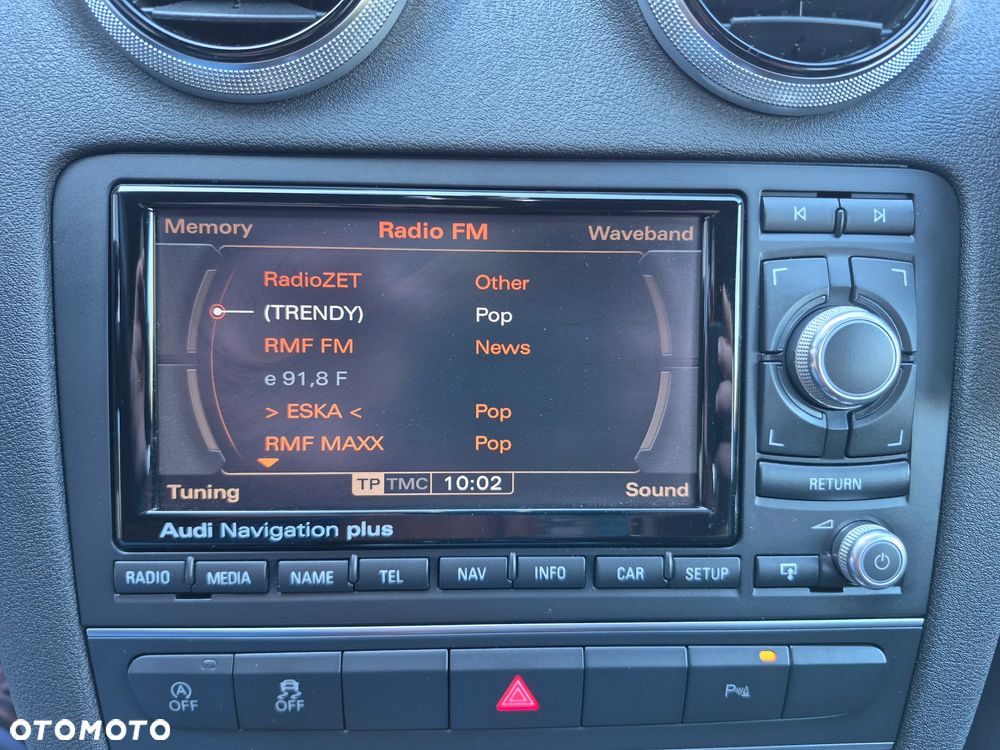 Memory Radio FM Waveband
RadioZET Other
(TRENDY) Pop
RMF FM News
e 91,8 F
> ESKA < Pop
RMF MAXX Pop
Tuning TP TMC 10:02 Sound
Audi Navigation plus
RETURN
RADIO MEDIA NAME TEL NAV INFO CAR SETUP
A OFF OFF P
OTOMOTO